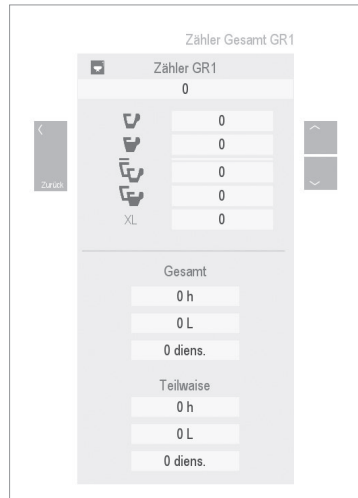 Zähler Gesamt GR1
Zähler GR1
0
0
0
0
0
XL 0
Zurück
Gesamt
0 h
0 L
0 diens.
Teilwaise
0 h
0 L
0 diens.